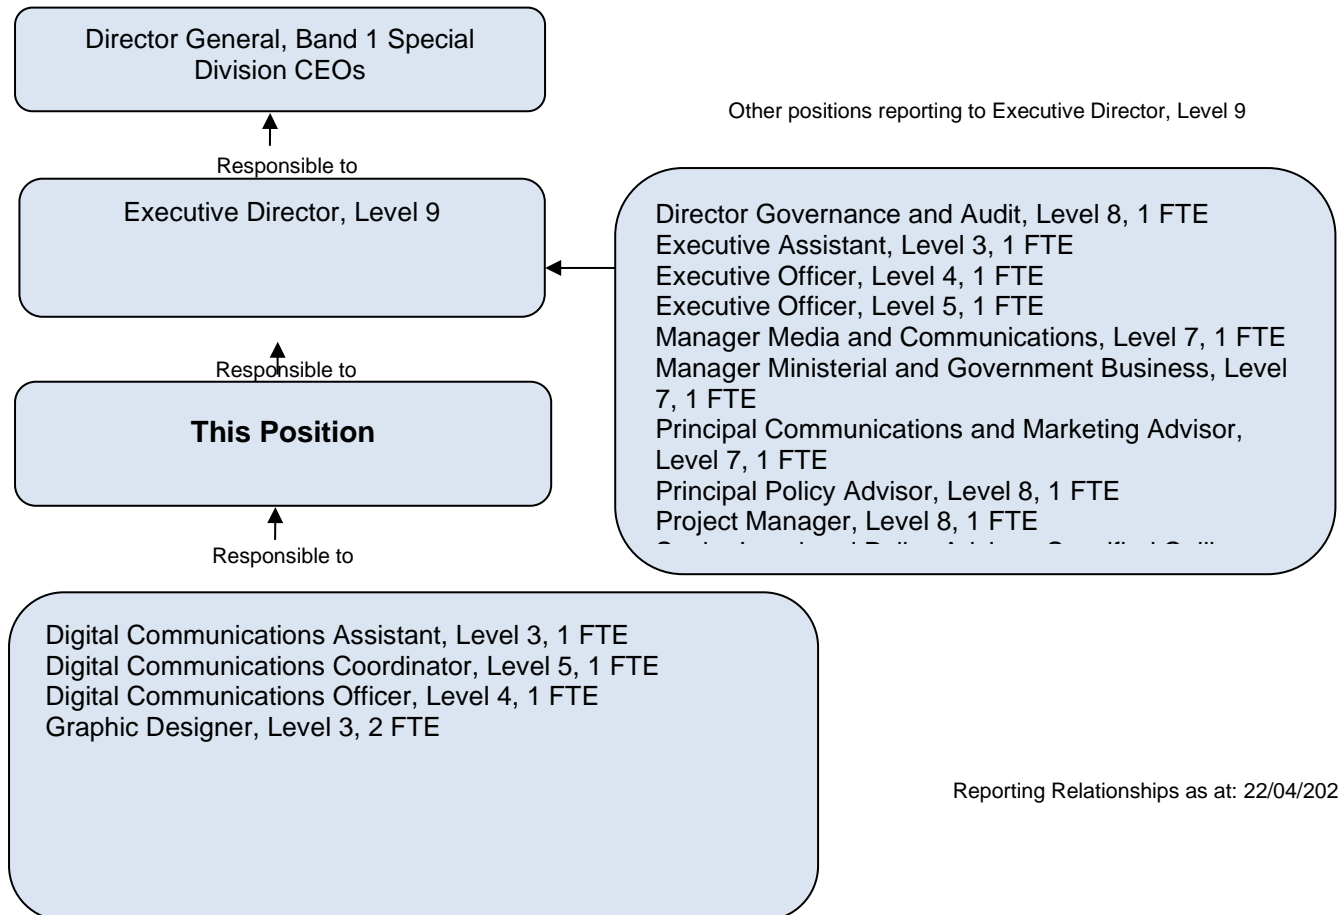 Director General, Band 1 Special
Division CEOs
Responsible to
Executive Director, Level 9
Responsible to
This Position
Responsible to
Digital Communications Assistant, Level 3, 1 FTE
Digital Communications Coordinator, Level 5, 1 FTE
Digital Communications Officer, Level 4, 1 FTE
Graphic Designer, Level 3, 2 FTE
Other positions reporting to Executive Director, Level 9
Director Governance and Audit, Level 8, 1 FTE
Executive Assistant, Level 3, 1 FTE
Executive Officer, Level 4, 1 FTE
Executive Officer, Level 5, 1 FTE
Manager Media and Communications, Level 7, 1 FTE
Manager Ministerial and Government Business, Level
7, 1 FTE
Principal Communications and Marketing Advisor,
Level 7, 1 FTE
Principal Policy Advisor, Level 8, 1 FTE
Project Manager, Level 8, 1 FTE
Reporting Relationships as at: 22/04/202